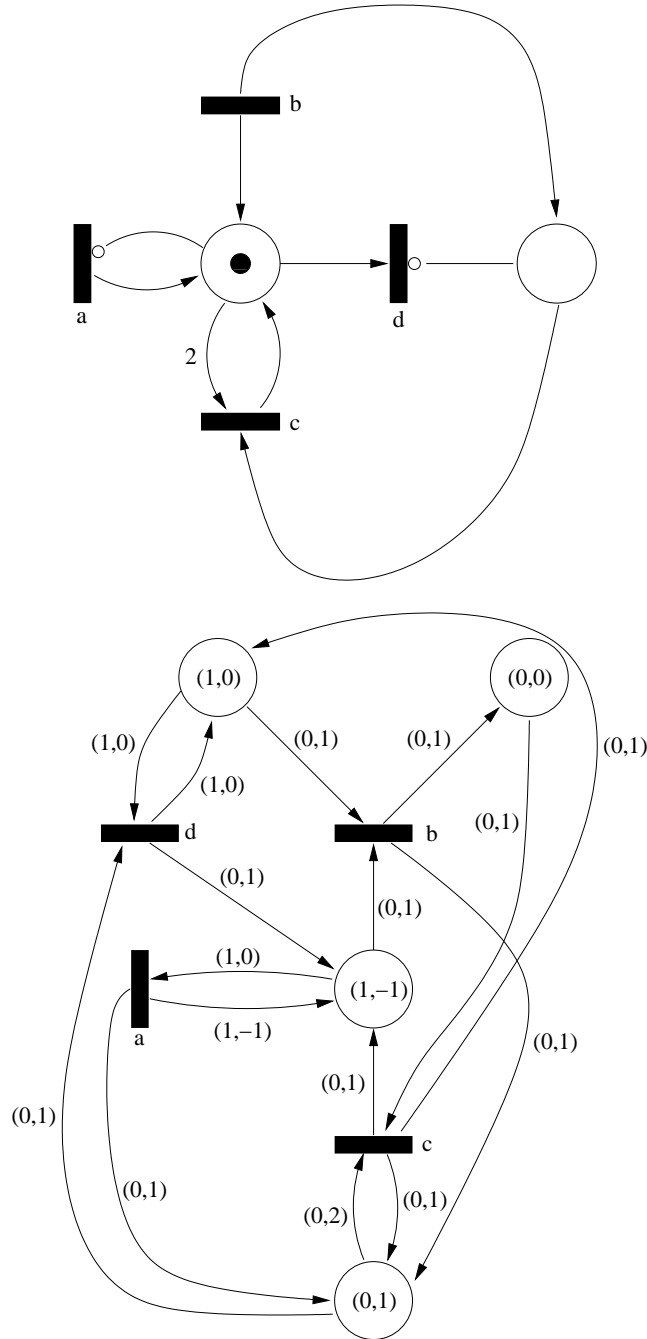 b
a
d
2
c
(1,0)
(0,0)
(1,0)
(0,1)
(0,1)
(0,1)
(1,0)
d
b
(0,1)
(0,1)
(0,1)
(1,0)
(1,–1)
(1,–1)
a
(0,1)
(0,1)
(0,1)
c
(0,1)
(0,2)
(0,1)
(0,1)